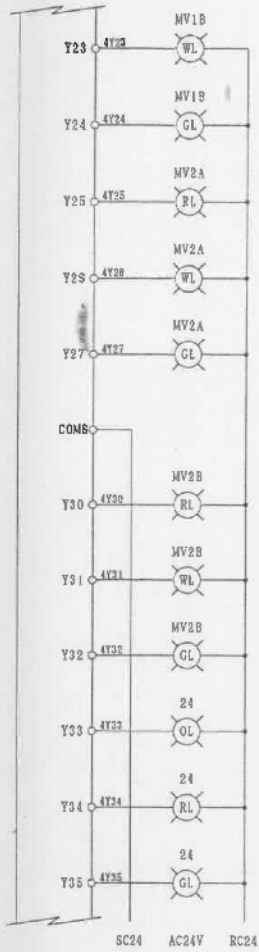 MV1B
Y23 4Y23 WL
MV1B
Y24 4Y24 GL
MV2A
Y25 4Y25 RL
MV2A
Y26 4Y26 WL
MV2A
Y27 4Y27 GL
COM6
MV2B
Y30 4Y30 RL
MV2B
Y31 4Y31 WL
MV2B
Y32 4Y32 GL
24
Y33 4Y33 OL
24
Y34 4Y34 RL
24
Y35 4Y35 GL
SC24 AC24V RC24